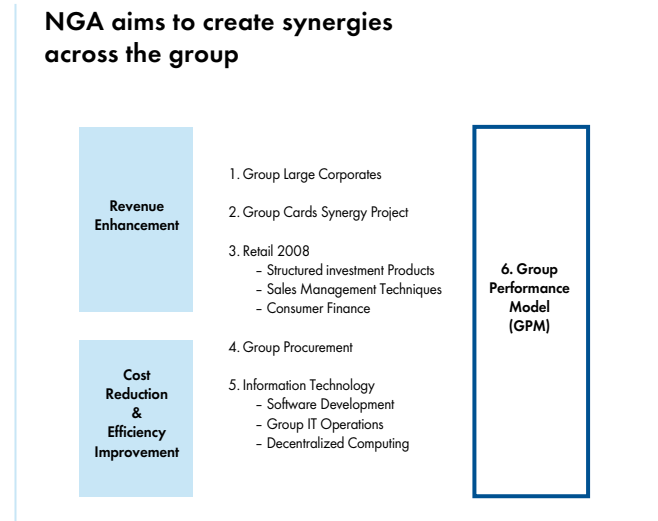 NGA aims to create synergies
across the group
Revenue
Enhancement
1. Group Large Corporates
2. Group Cards Synergy Project
3. Retail 2008
– Structured investment Products
– Sales Management Techniques
– Consumer Finance
Cost
Reduction
&
Efficiency
Improvement
4. Group Procurement
5. Information Technology
– Software Development
– Group IT Operations
– Decentralized Computing
6. Group
Performance
Model
(GPM)